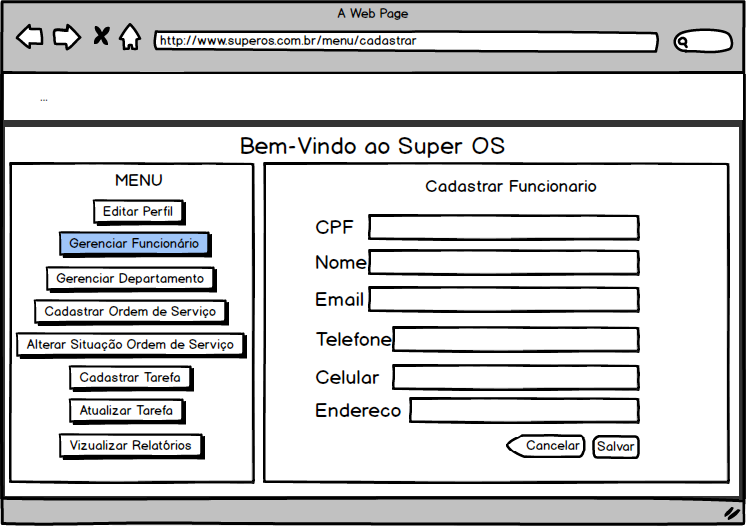 A Web Page
http://www.superos.com.br/menu/cadastrar
...
Bem-Vindo ao Super OS
MENU
Editar Perfil
Gerenciar Funcionário
Gerenciar Departamento
Cadastrar Ordem de Serviço
Alterar Situação Ordem de Serviço
Cadastrar Tarefa
Atualizar Tarefa
Vizualizar Relatórios
Cadastrar Funcionario
CPF
Nome
Email
Telefone
Celular
Endereco
Cancelar Salvar